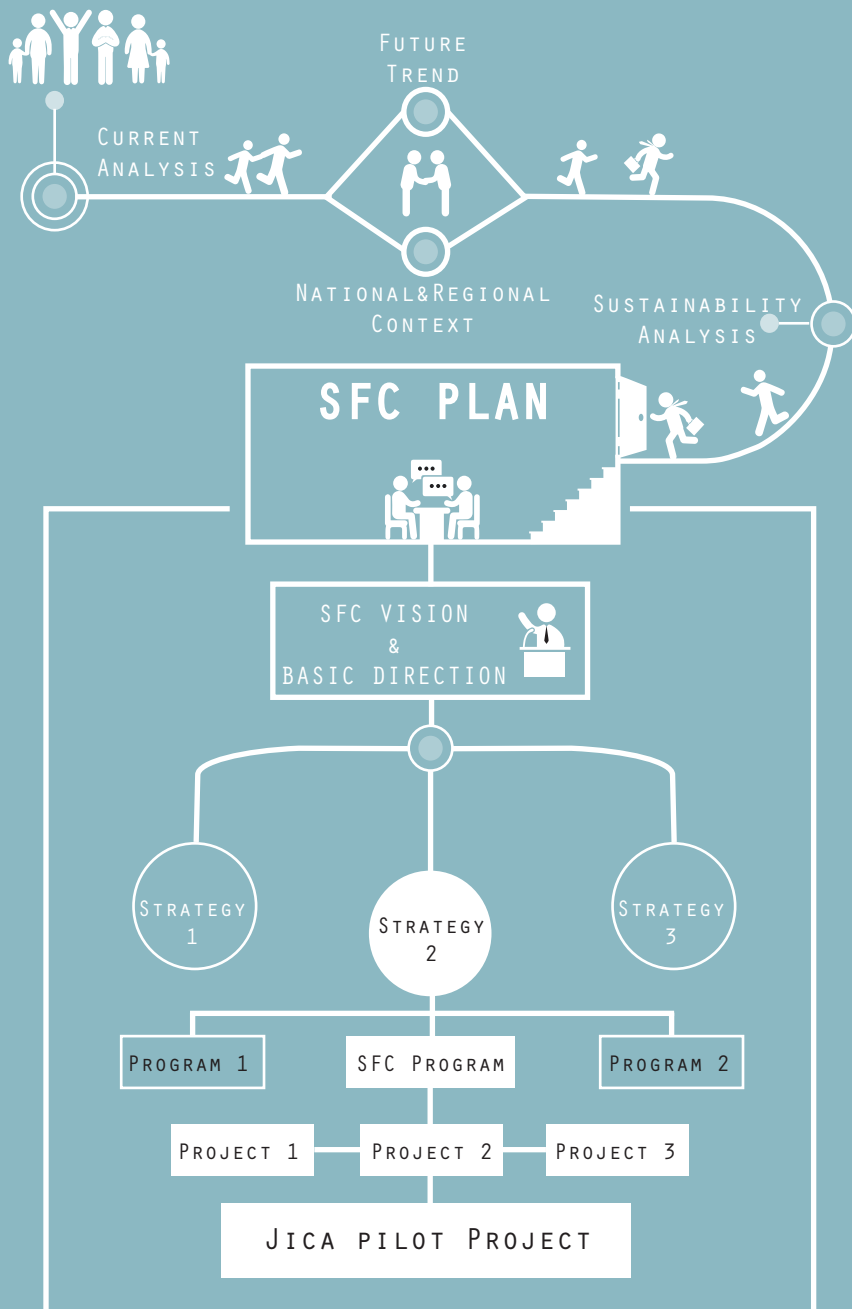 Future
Trend
Current
Analysis
National&Regional
Context
Sustainability
Analysis
SFC PLAN
SFC VISION
&
BASIC DIRECTION
Strategy
1
Strategy
2
Strategy
3
Program 1
SFC Program
Program 2
Project 1
Project 2
Project 3
Jica pilot Project